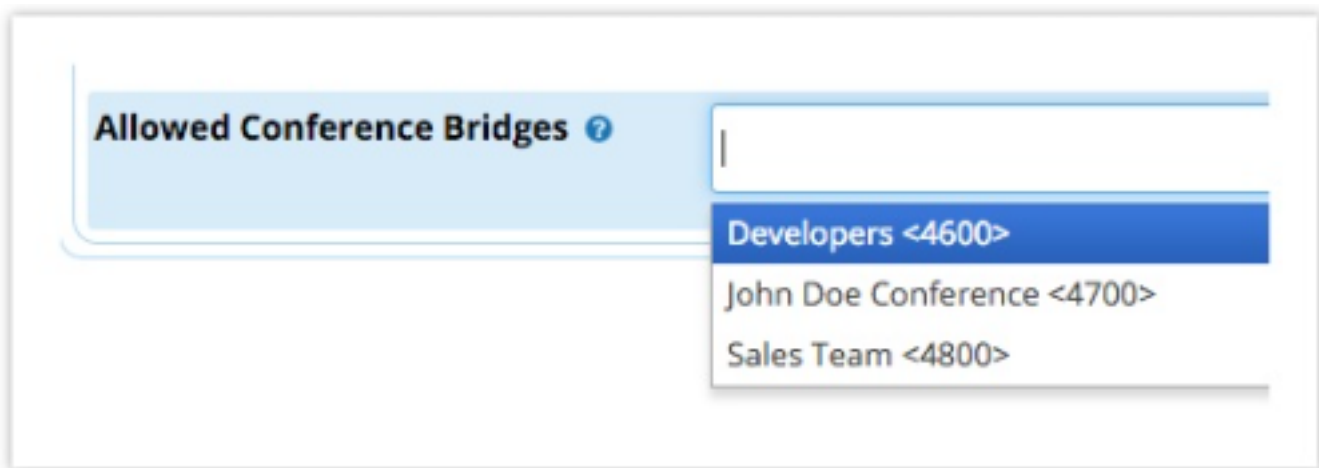 Allowed Conference Bridges ?
Developers <4600>
John Doe Conference <4700>
Sales Team <4800>